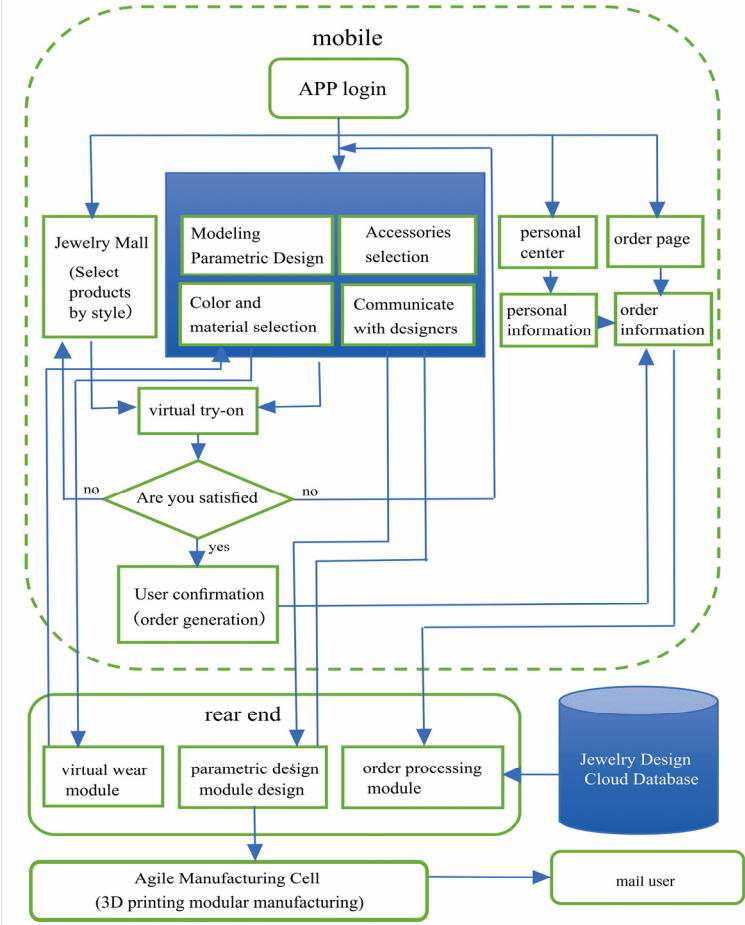 mobile
APP login
Jewelry Mall
(Select
products
by style)
Modeling
Parametric Design
Accessories
selection
Color and
material selection
Communicate
with designers
personal
center
order page
personal
information
order
information
virtual try-on
no
Are you satisfied
no
yes
User confirmation
(order generation)
rear end
virtual wear
module
parametric design
module design
order processing
module
Jewelry Design
Cloud Database
Agile Manufacturing Cell
(3D printing modular manufacturing)
mail user